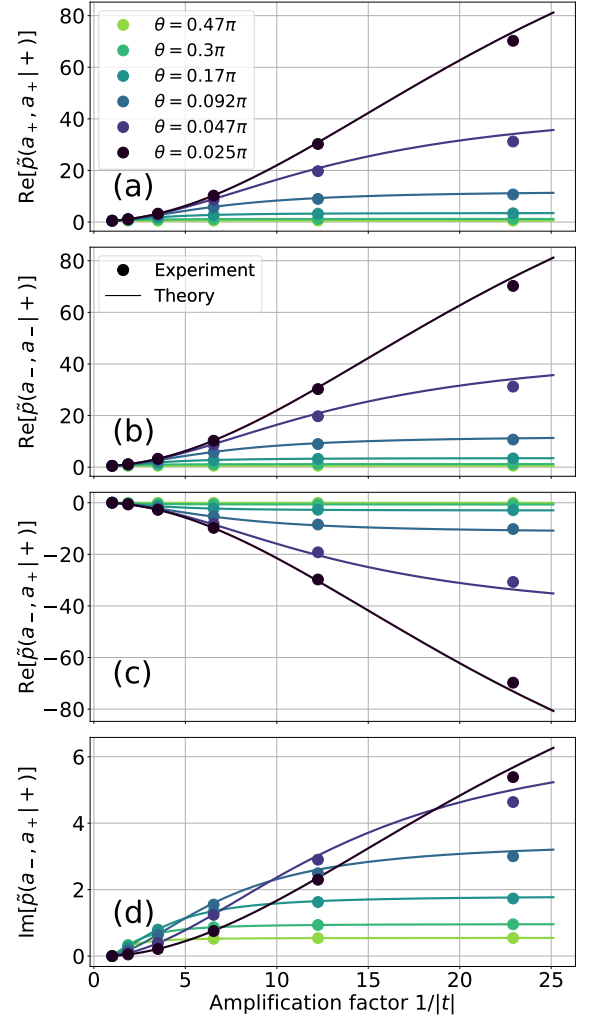 Re[p̃(a₊, a₊| + )]
80
60
40
20
0
θ = 0.47π
θ = 0.3π
θ = 0.17π
θ = 0.092π
θ = 0.047π
θ = 0.025π
(a)
Re[p̃(a₋, a₋| + )]
80
60
40
20
0
Experiment
Theory
(b)
Re[p̃(a₋, a₊| + )]
0
−20
−40
−60
−80
(c)
Im[p̃(a₋, a₊| + )]
6
4
2
0
(d)
0 5 10 15 20 25
Amplification factor 1/|t|